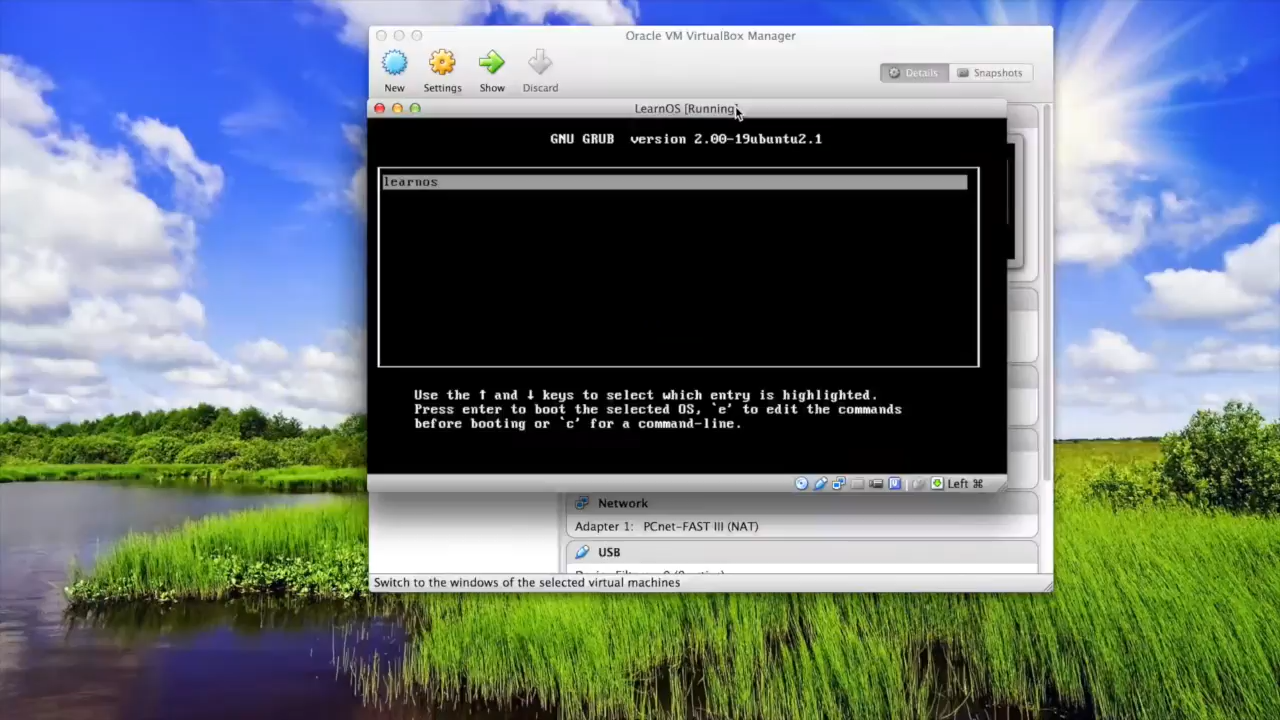 Oracle VM VirtualBox Manager
New
Settings
Show
Discard
Details
Snapshots
LearnOS [Running]
GNU GRUB version 2.00-19ubuntu2.1
learnos
Use the ↑ and ↓ keys to select which entry is highlighted.
Press enter to boot the selected OS, `e' to edit the commands
before booting or `c' for a command-line.
Left ⌘
Network
Adapter 1: PCnet-FAST III (NAT)
USB
Switch to the windows of the selected virtual machines